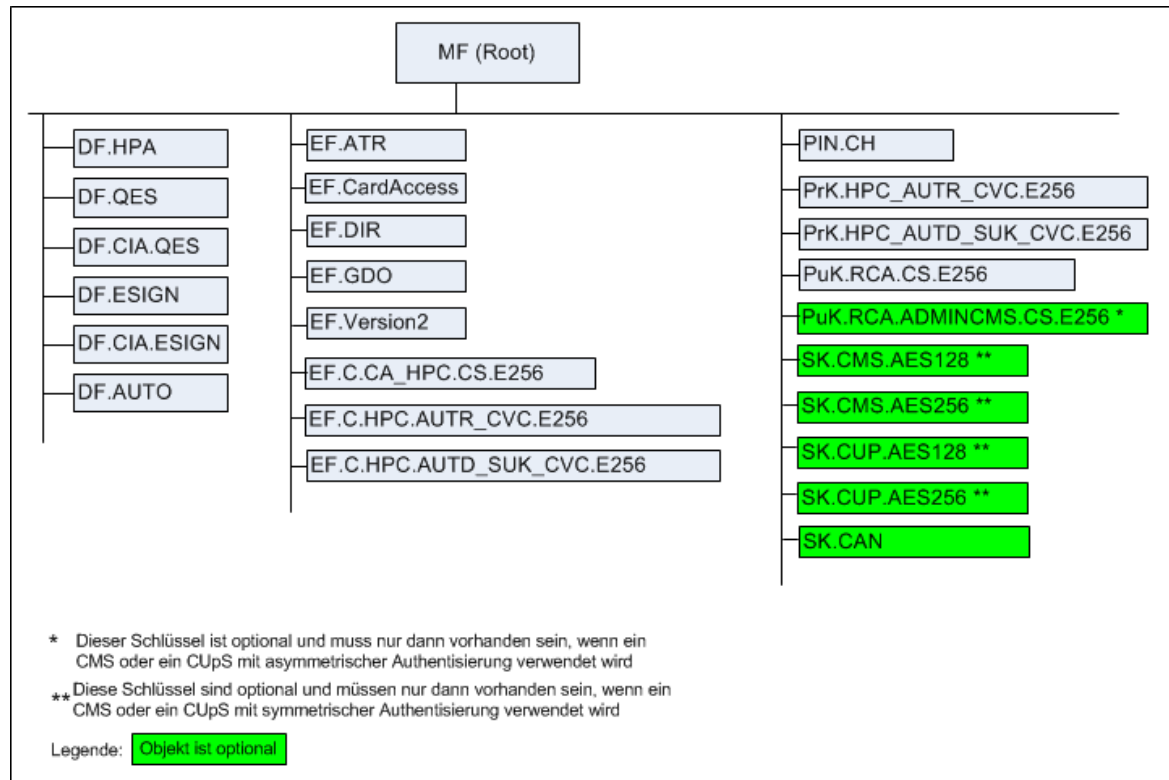 MF (Root)
DF.HPA
DF.QES
DF.CIA.QES
DF.ESIGN
DF.CIA.ESIGN
DF.AUTO
EF.ATR
EF.CardAccess
EF.DIR
EF.GDO
EF.Version2
EF.C.CA_HPC.CS.E256
EF.C.HPC.AUTR_CVC.E256
EF.C.HPC.AUTD_SUK_CVC.E256
PIN.CH
PrK.HPC_AUTR_CVC.E256
PrK.HPC_AUTD_SUK_CVC.E256
PuK.RCA.CS.E256
PuK.RCA.ADMINCMS.CS.E256 *
SK.CMS.AES128 **
SK.CMS.AES256 **
SK.CUP.AES128 **
SK.CUP.AES256 **
SK.CAN
* Dieser Schlüssel ist optional und muss nur dann vorhanden sein, wenn ein
CMS oder ein CUpS mit asymmetrischer Authentisierung verwendet wird
** Diese Schlüssel sind optional und müssen nur dann vorhanden sein, wenn ein
CMS oder ein CUpS mit symmetrischer Authentisierung verwendet wird
Legende: Objekt ist optional